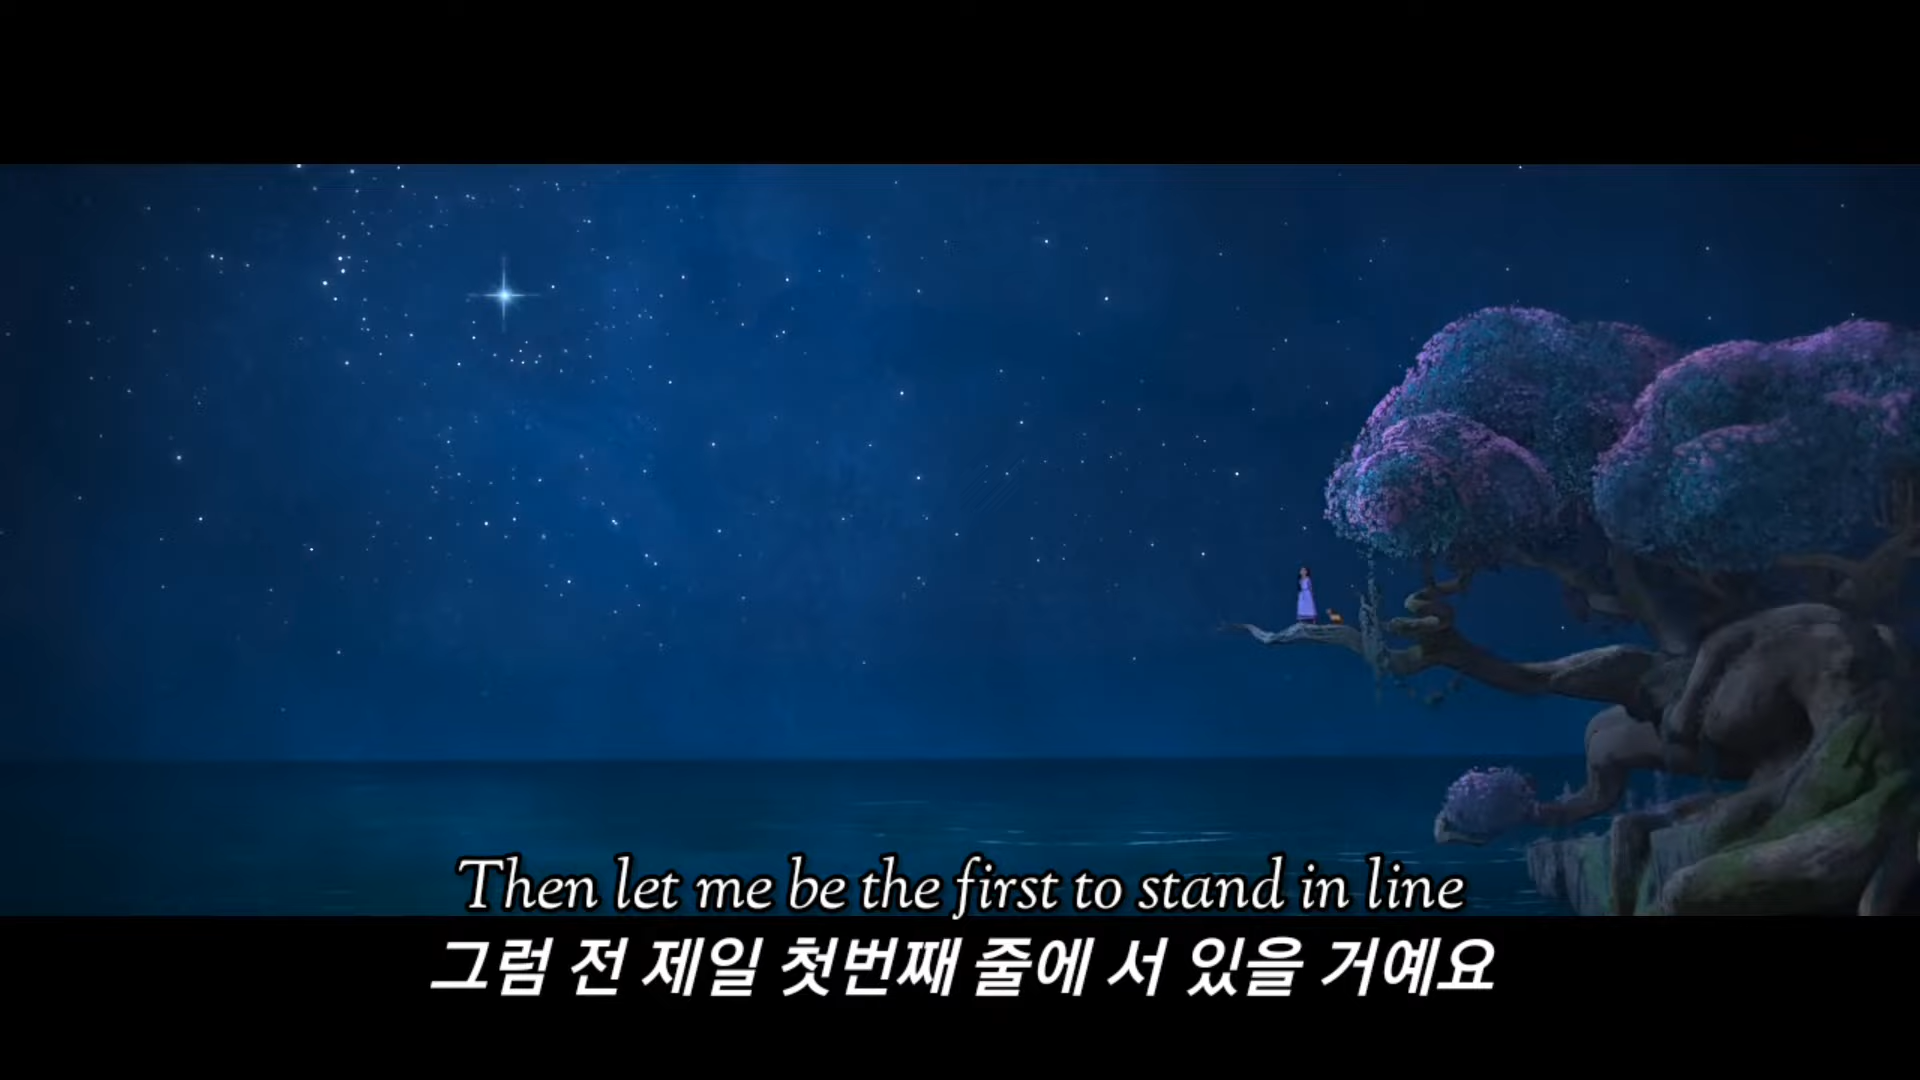 Then let me be the first to stand in line
그럼 전 제일 첫번째 줄에 서 있을 거예요